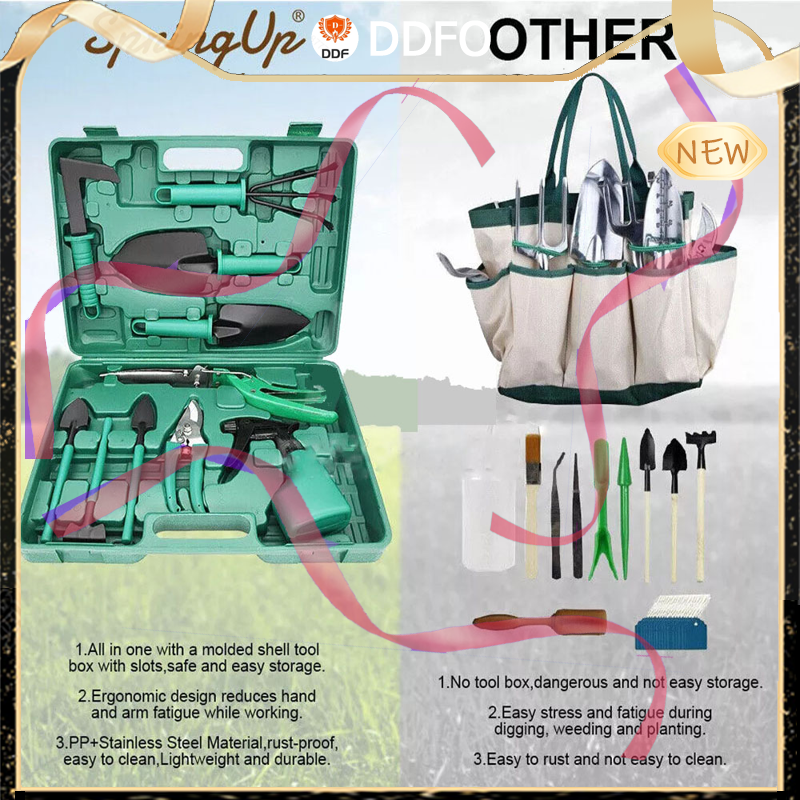 SpringUp®
DDF
DDFO
OTHER
NEW
1.All in one with a molded shell tool
box with slots,safe and easy storage.
2.Ergonomic design reduces hand
and arm fatigue while working.
3.PP+Stainless Steel Material,rust-proof,
easy to clean,Lightweight and durable.
1.No tool box,dangerous and not easy storage.
2.Easy stress and fatigue during
digging, weeding and planting.
3.Easy to rust and not easy to clean.